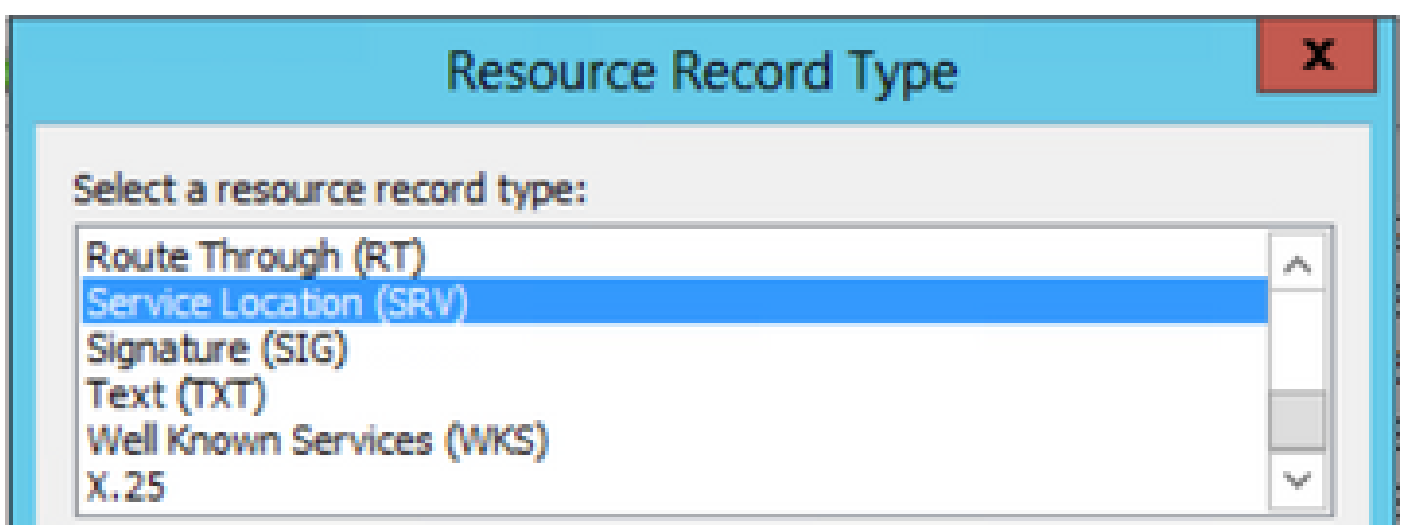 Resource Record Type
x
Select a resource record type:
Route Through (RT)
Service Location (SRV)
Signature (SIG)
Text (TXT)
Well Known Services (WKS)
X.25